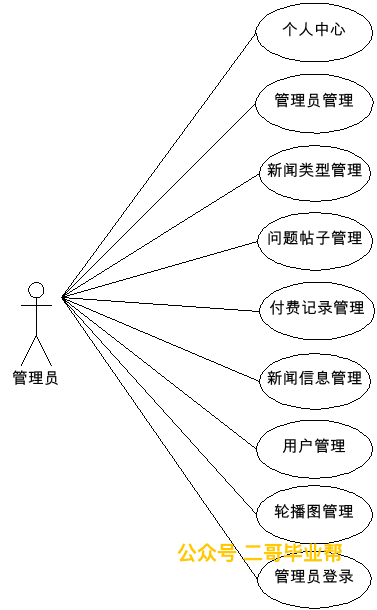 个人中心
管理员管理
新闻类型管理
问题帖子管理
付费记录管理
管理员
新闻信息管理
用户管理
轮播图管理
公众号 二哥毕业帮
管理员登录